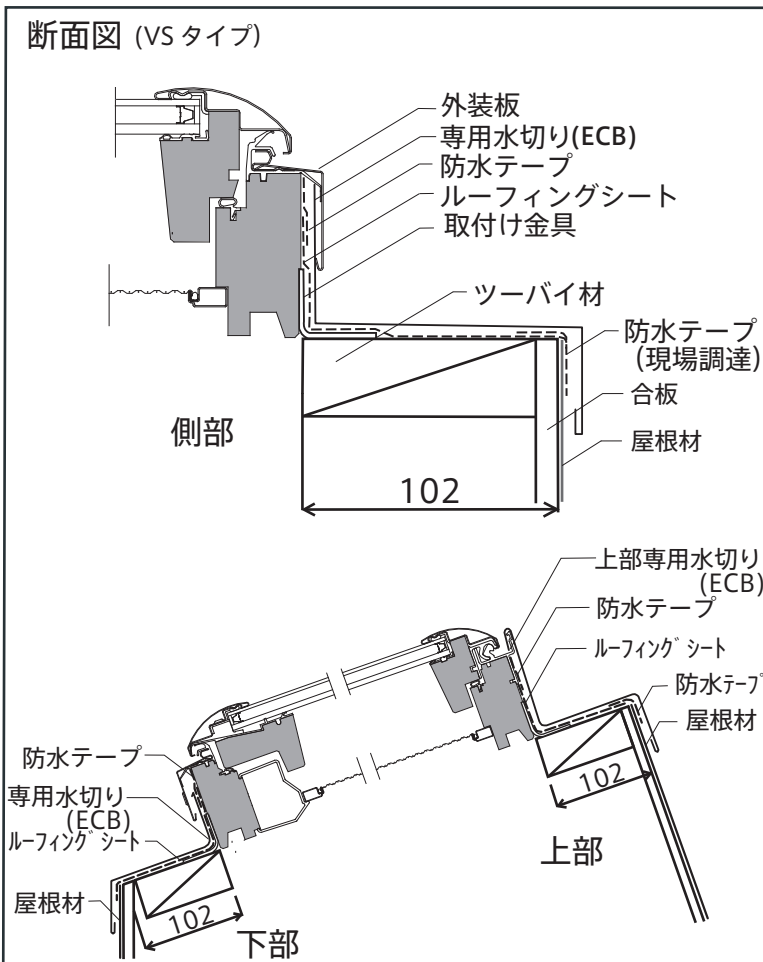 断面図 (VS タイプ)
外装板
専用水切り(ECB)
防水テープ
ルーフィングシート
取付け金具
ツーバイ材
防水テープ
(現場調達)
合板
屋根材
側部
102
上部専用水切り
(ECB)
防水テープ
ﾙｰﾌｨﾝｸﾞ ｼｰﾄ
防水ﾃｰﾌﾟ
屋根材
102
上部
防水テープ
専用水切り
(ECB)
ﾙｰﾌｨﾝｸﾞ ｼｰﾄ
屋根材
102
下部